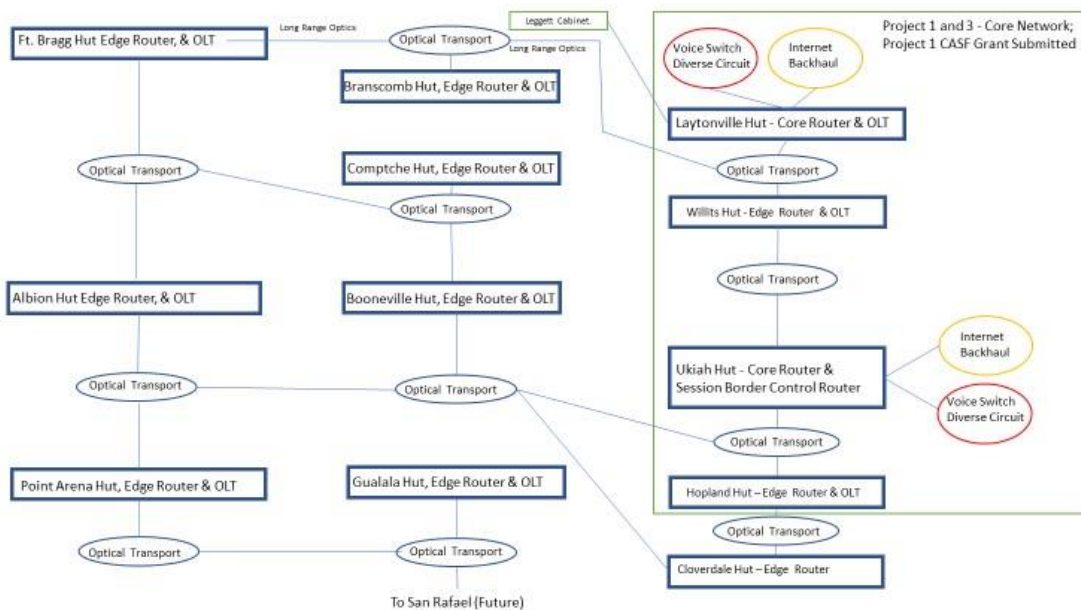 Ft. Bragg Hut Edge Router, & OLT
Long Range Optics
Optical Transport
Long Range Optics
Leggett Cabinet.
Branscomb Hut, Edge Router & OLT
Project 1 and 3 - Core Network;
Project 1 CASF Grant Submitted
Voice Switch
Diverse Circuit
Internet
Backhaul
Laytonville Hut - Core Router & OLT
Optical Transport
Comptche Hut, Edge Router & OLT
Optical Transport
Optical Transport
Willits Hut - Edge Router & OLT
Optical Transport
Albion Hut Edge Router, & OLT
Booneville Hut, Edge Router & OLT
Ukiah Hut - Core Router &
Session Border Control Router
Internet
Backhaul
Voice Switch
Diverse Circuit
Optical Transport
Optical Transport
Optical Transport
Point Arena Hut, Edge Router & OLT
Gualala Hut, Edge Router & OLT
Hopland Hut – Edge Router & OLT
Optical Transport
Optical Transport
Optical Transport
Cloverdale Hut – Edge Router
To San Rafael (Future)